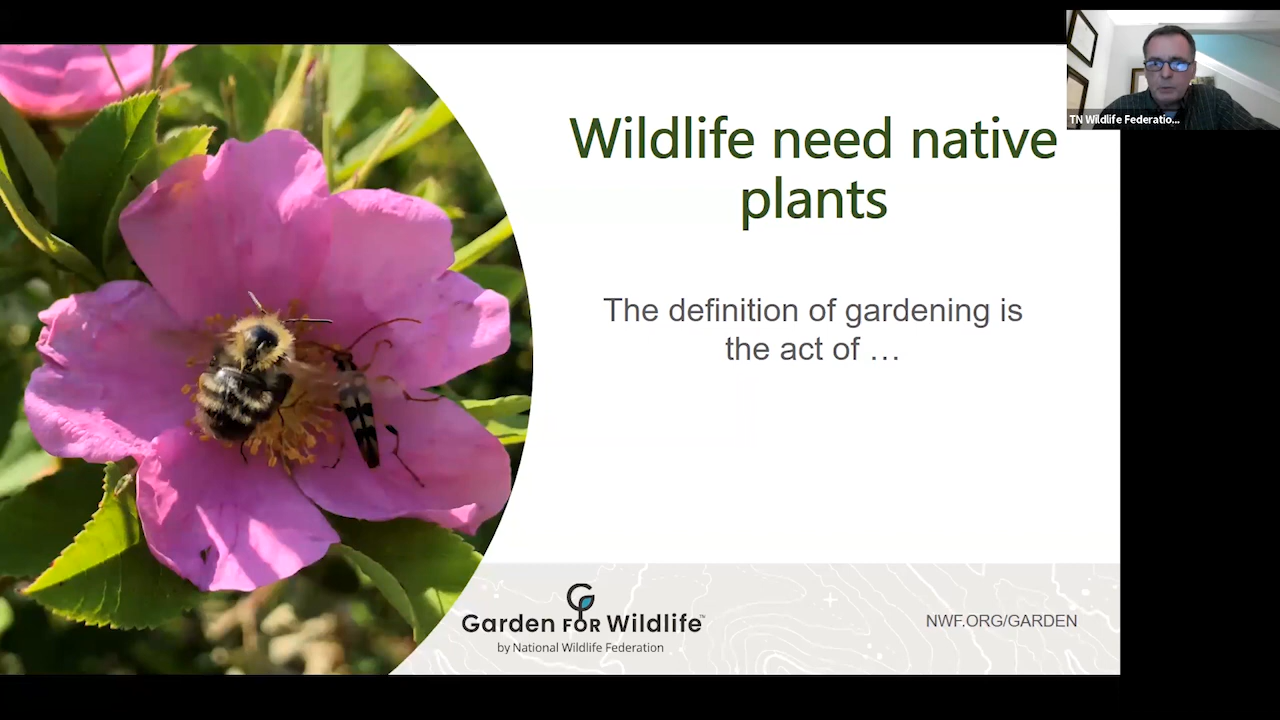 TN Wildlife Federatio...
Wildlife need native
plants
The definition of gardening is
the act of …
Garden FOR Wildlife™
by National Wildlife Federation
NWF.ORG/GARDEN